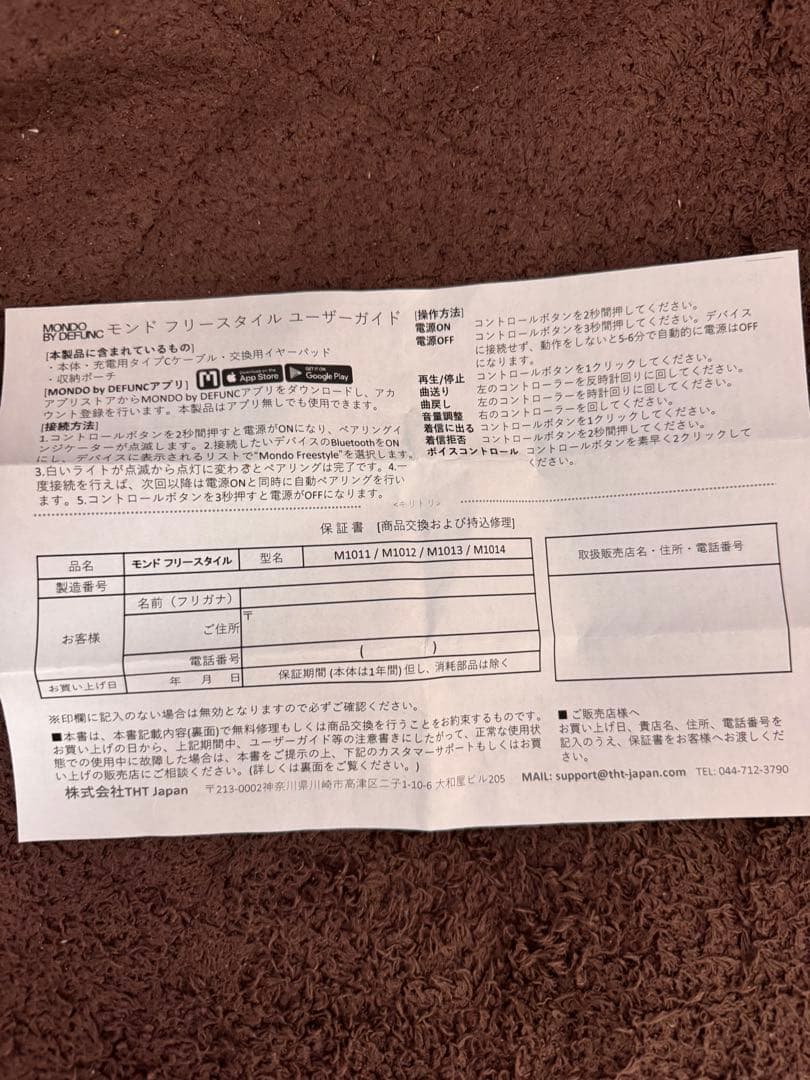 MONDO
BY DEFUNC モンド フリースタイル ユーザーガイド
[本製品に含まれているもの]
・本体・充電用タイプCケーブル・交換用イヤーパッド
・収納ポーチ
[MONDO by DEFUNCアプリ] Download on the App Store GET IT ON Google Play
アプリストアからMONDO by DEFUNCアプリをダウンロードし、アカ
ウント登録を行います。本製品はアプリ無しでも使用できます。
[接続方法]
1.コントロールボタンを2秒間押すと電源がONになり、ペアリングイ
ンジケーターが点滅します。2.接続したいデバイスのBluetoothをON
にし、デバイスに表示されるリストで"Mondo Freestyle"を選択します。
3.白いライトが点滅から点灯に変わるとペアリングは完了です。4.一
度接続を行えば、次回以降は電源ONと同時に自動ペアリングを行い
ます。5.コントロールボタンを3秒押すと電源がOFFになります。
[操作方法]
電源ON コントロールボタンを2秒間押してください。
電源OFF コントロールボタンを3秒間押してください。デバイス
に接続せず、動作をしないと5-6分で自動的に電源はOFF
になります。
再生/停止 コントロールボタンを1クリックしてください。
曲送り 左のコントローラーを反時計回りに回してください。
曲戻し 左のコントローラーを時計回りに回してください。
音量調整 右のコントローラーを回してください。
着信に出る コントロールボタンを1クリックしてください。
着信拒否 コントロールボタンを2秒間押してください。
ボイスコントロール コントロールボタンを素早く2クリックして
ください。
<キリトリ>
保証書 [商品交換および持込修理]
品名 モンド フリースタイル 型名 M1011 / M1012 / M1013 / M1014
製造番号
お客様 名前（フリガナ）
ご住所 〒
電話番号 ( )
お買い上げ日 年 月 日 保証期間 (本体は1年間) 但し、消耗部品は除く
取扱販売店名・住所・電話番号
※印欄に記入のない場合は無効となりますので必ずご確認ください。
■本書は、本書記載内容(裏面)で無料修理もしくは商品交換を行うことをお約束するものです。
お買い上げの日から、上記期間中、ユーザーガイド等の注意書きにしたがって、正常な使用状
態での使用中に故障した場合は、本書をご提示の上、下記のカスタマーサポートもしくはお買
い上げの販売店にご相談ください。(詳しくは裏面をご覧ください。)
■ ご販売店様へ
お買い上げ日、貴店名、住所、電話番号を
記入のうえ、保証書をお客様へお渡しくだ
さい。
株式会社THT Japan 〒213-0002神奈川県川崎市高津区二子1-10-6 大和屋ビル205 MAIL: support@tht-japan.com TEL: 044-712-3790